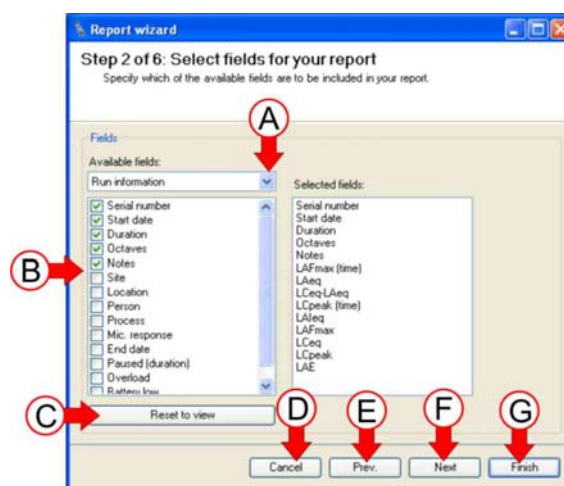 Report wizard
Step 2 of 6: Select fields for your report
Specify which of the available fields are to be included in your report.
A
Fields
Available fields:
Run information
Selected fields:
B
Serial number
Start date
Duration
Octaves
Notes
Site
Location
Person
Process
Mic. response
End date
Paused (duration)
Overload
Battery low
Serial number
Start date
Duration
Octaves
Notes
LAFmax (time)
LAeq
LCeq-LAeq
LCpeak (time)
LAIeq
LAFmax
LCeq
LCpeak
LAE
C
Reset to view
D
E
F
G
Cancel
Prev.
Next
Finish